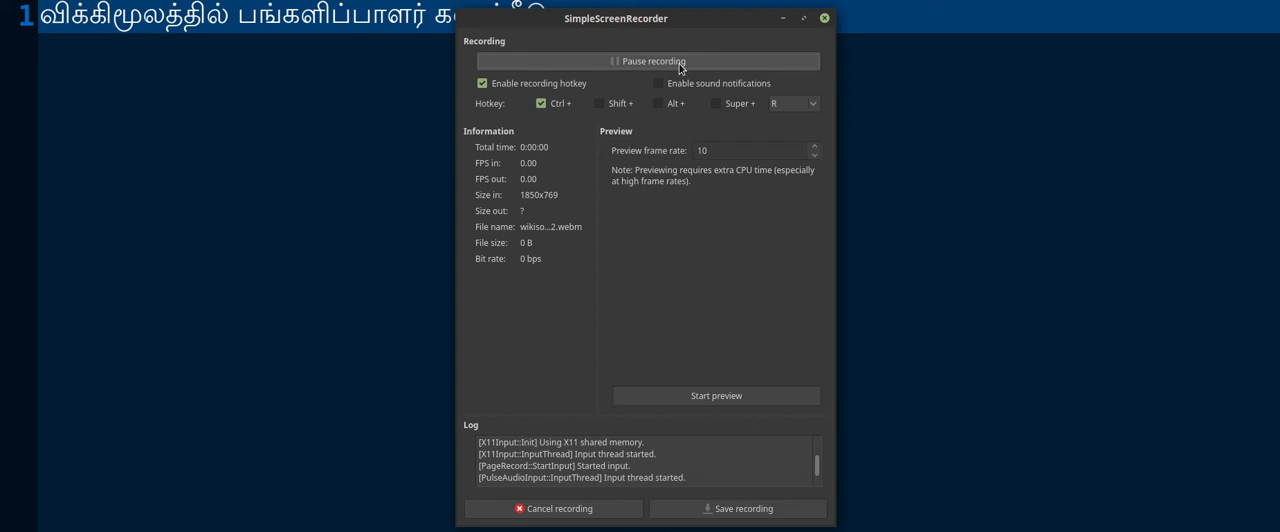 1 விக்கிமூலத்தில் பங்களிப்பாளர்
SimpleScreenRecorder
Recording
Pause recording
Enable recording hotkey
Enable sound notifications
Hotkey: Ctrl + Shift + Alt + Super + R
Information
Total time: 0:00:00
FPS in: 0.00
FPS out: 0.00
Size in: 1850x769
Size out: ?
File name: wikiso...2.webm
File size: 0 B
Bit rate: 0 bps
Preview
Preview frame rate: 10
Note: Previewing requires extra CPU time (especially
at high frame rates).
Start preview
Log
[X11Input::Init] Using X11 shared memory.
[X11Input::InputThread] Input thread started.
[PageRecord::StartInput] Started input.
[PulseAudioInput::InputThread] Input thread started.
Cancel recording
Save recording